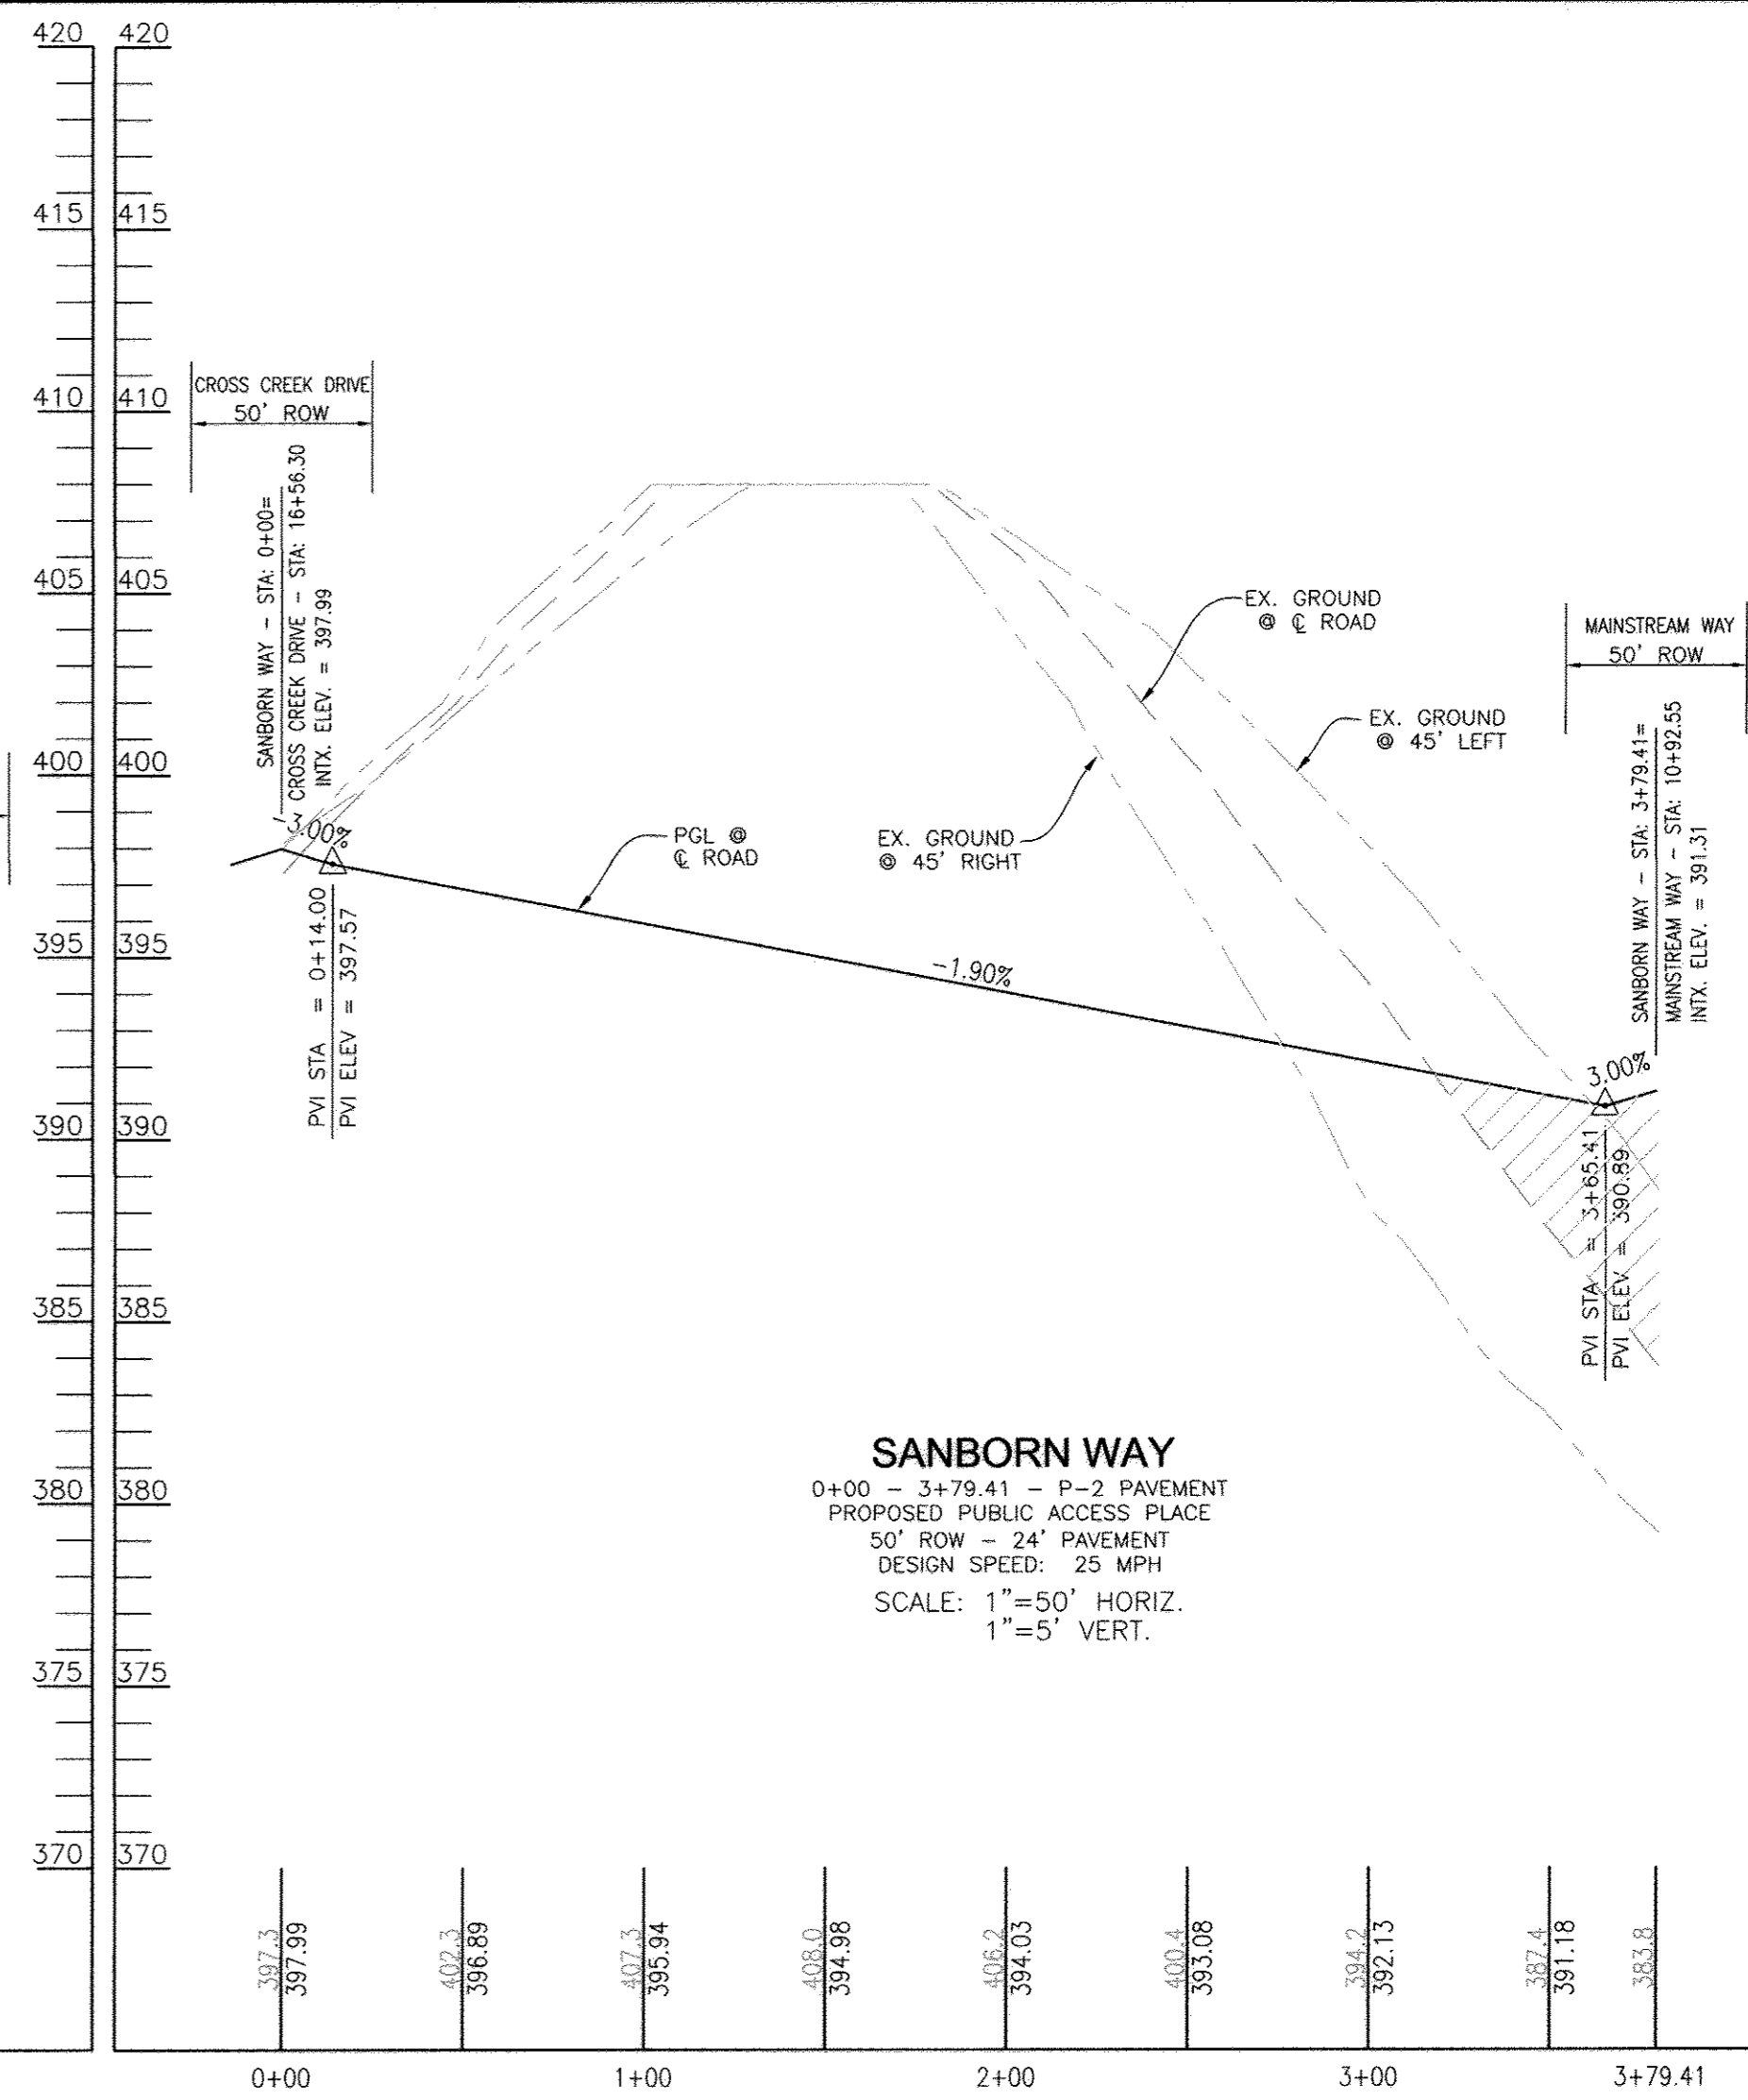 420 420
415 415
410 410
405 405
400 400
395 395
390 390
385 385
380 380
375 375
370 370
CROSS CREEK DRIVE
50' ROW
SANBORN WAY - STA: 0+00=
CROSS CREEK DRIVE - STA: 16+56.30
INTX. ELEV. = 397.99
-3.00%
PVI STA = 0+14.00
PVI ELEV = 397.57
PGL @
℄ ROAD
EX. GROUND
@ 45' RIGHT
-1.90%
EX. GROUND
@ ℄ ROAD
EX. GROUND
@ 45' LEFT
MAINSTREAM WAY
50' ROW
SANBORN WAY - STA: 3+79.41=
MAINSTREAM WAY - STA: 10+92.55
INTX. ELEV. = 391.31
3.00%
PVI STA = 3+65.41
PVI ELEV = 390.89
SANBORN WAY
0+00 - 3+79.41 - P-2 PAVEMENT
PROPOSED PUBLIC ACCESS PLACE
50' ROW - 24' PAVEMENT
DESIGN SPEED: 25 MPH
SCALE: 1"=50' HORIZ.
1"=5' VERT.
397.3
397.99
402.3
396.89
407.3
395.94
408.0
394.98
406.2
394.03
400.4
393.08
394.2
392.13
387.4
391.18
383.8
0+00 1+00 2+00 3+00 3+79.41